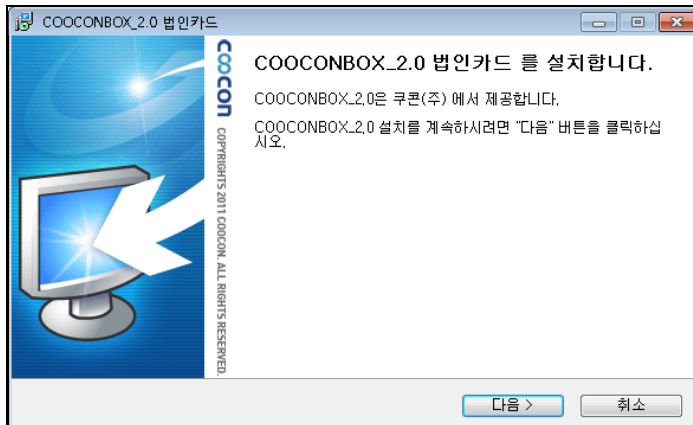 COOCONBOX_2.0 법인카드
COOCON
COPYRIGHTS 2011 COOCON. ALL RIGHTS RESERVED.
COOCONBOX_2.0 법인카드 를 설치합니다.
COOCONBOX_2.0은 쿠콘(주) 에서 제공합니다.
COOCONBOX_2.0 설치를 계속하시려면 "다음" 버튼을 클릭하십
시오.
다음 >
취소